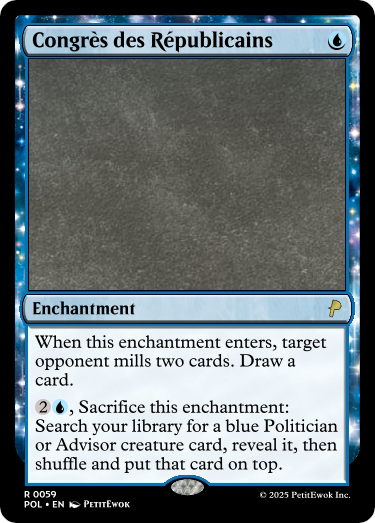 Congrès des Républicains
Enchantment
When this enchantment enters, target
opponent mills two cards. Draw a
card.
2, Sacrifice this enchantment:
Search your library for a blue Politician
or Advisor creature card, reveal it, then
shuffle and put that card on top.
R 0059
POL • EN PetitEwok
© 2025 PetitEwok Inc.